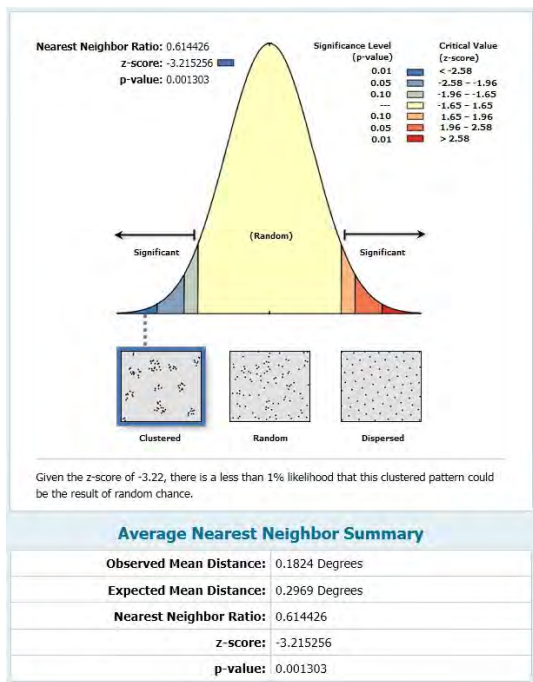 Nearest Neighbor Ratio: 0.614426
z-score: -3.215256
p-value: 0.001303
Significance Level
(p-value)
Critical Value
(z-score)
0.01 < -2.58
0.05 -2.58 - -1.96
0.10 -1.96 - -1.65
--- -1.65 - 1.65
0.10 1.65 - 1.96
0.05 1.96 - 2.58
0.01 > 2.58
(Random)
Significant
Significant
Clustered
Random
Dispersed
Given the z-score of -3.22, there is a less than 1% likelihood that this clustered pattern could
be the result of random chance.
Average Nearest Neighbor Summary
Observed Mean Distance: 0.1824 Degrees
Expected Mean Distance: 0.2969 Degrees
Nearest Neighbor Ratio: 0.614426
z-score: -3.215256
p-value: 0.001303